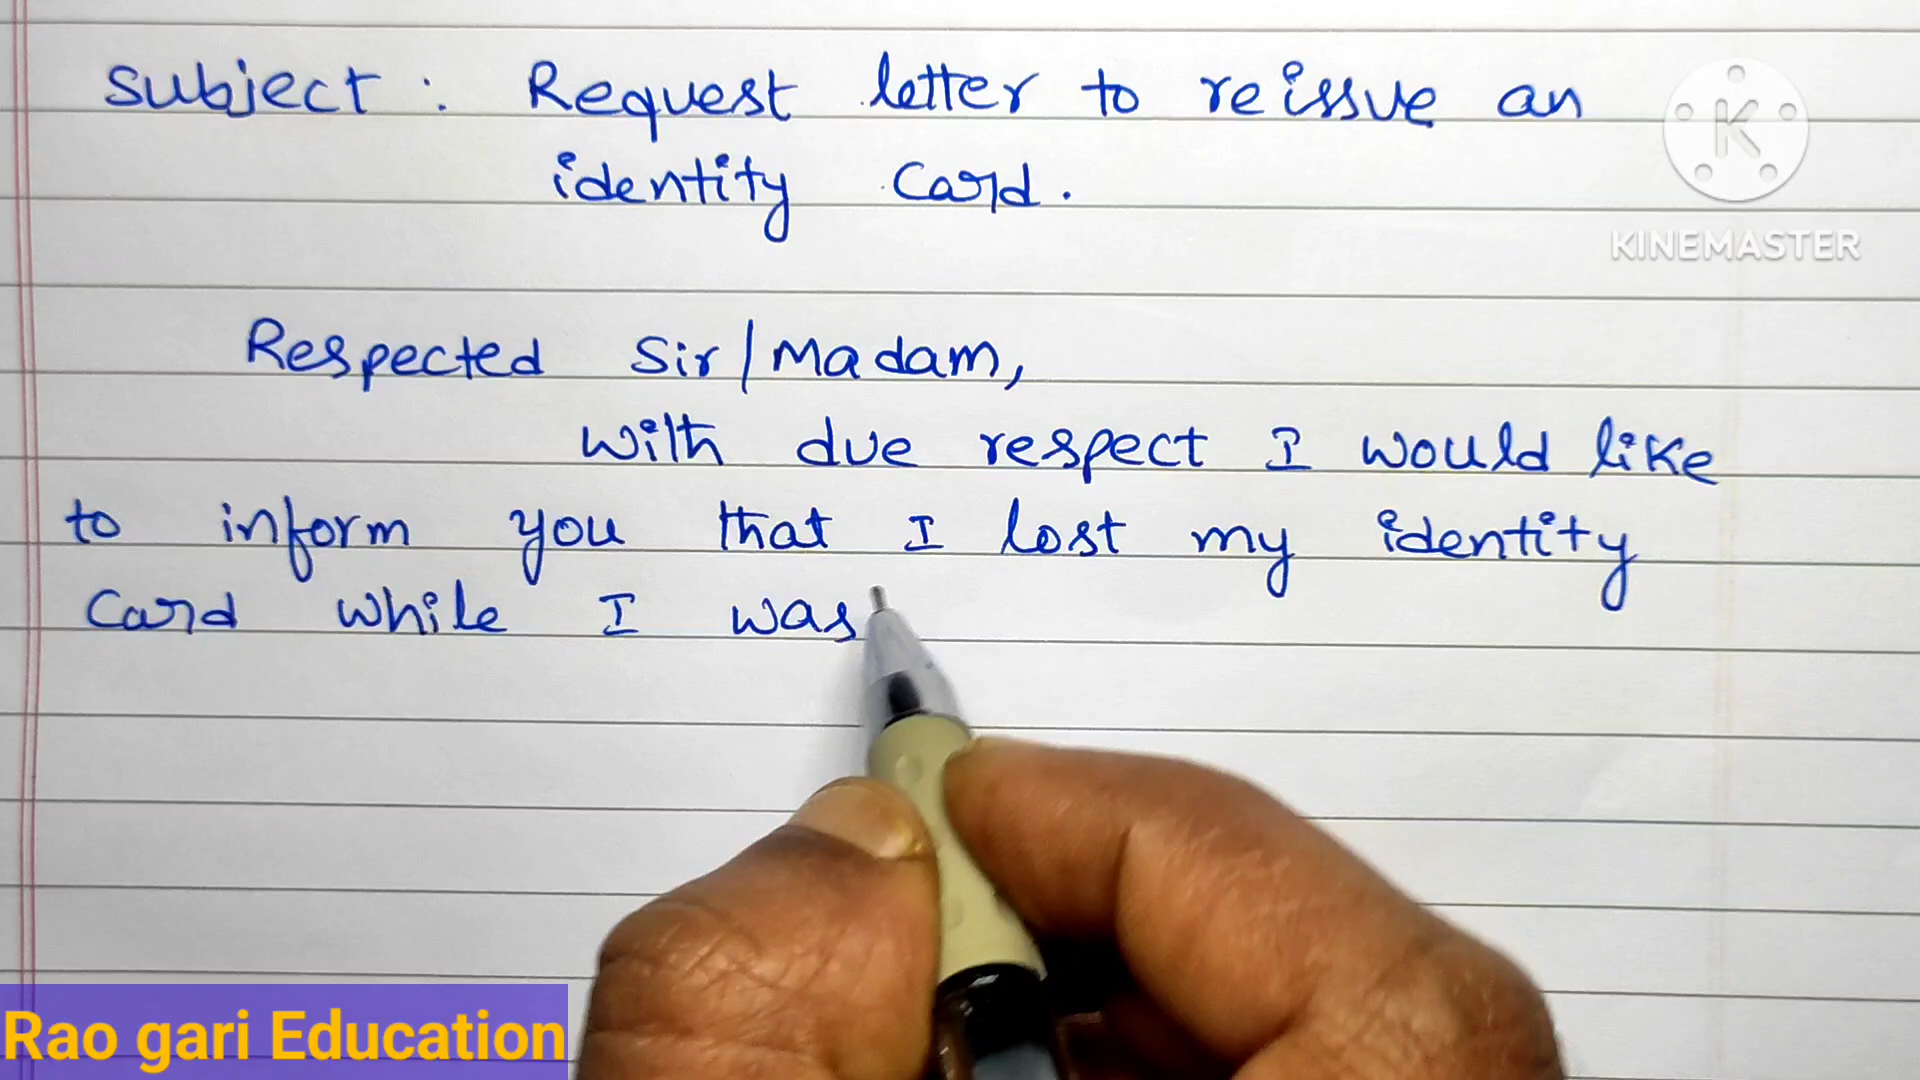 Subject : Request letter to reissue an
identity card.
K
KINEMASTER
Respected Sir/Madam,
With due respect I would like
to inform you that I lost my identity
card while I was
Rao gari Education